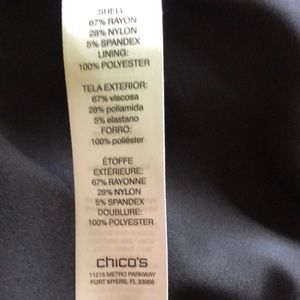 SHELL
67% RAYON
28% NYLON
5% SPANDEX
LINING:
100% POLYESTER
TELA EXTERIOR:
67% viscosa
28% poliamida
5% elastano
FORRO:
100% poliéster
ÉTOFFE
EXTÉRIEURE:
67% RAYONNE
28% NYLON
5% SPANDEX
DOUBLURE:
100% POLYESTER
chico's
11215 METRO PARKWAY
FORT MYERS, FL 33966